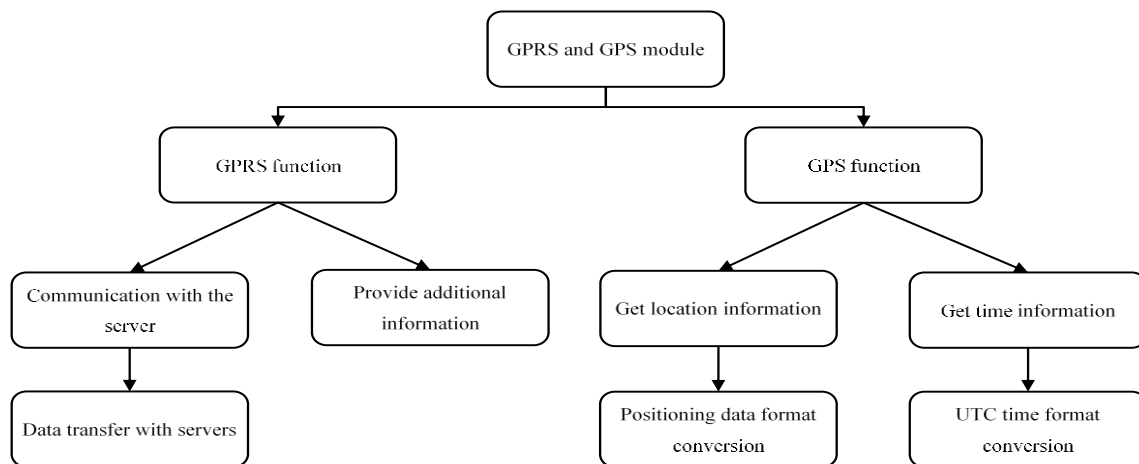 GPRS and GPS module
GPRS function
GPS function
Communication with the
server
Provide additional
information
Get location information
Get time information
Data transfer with servers
Positioning data format
conversion
UTC time format
conversion